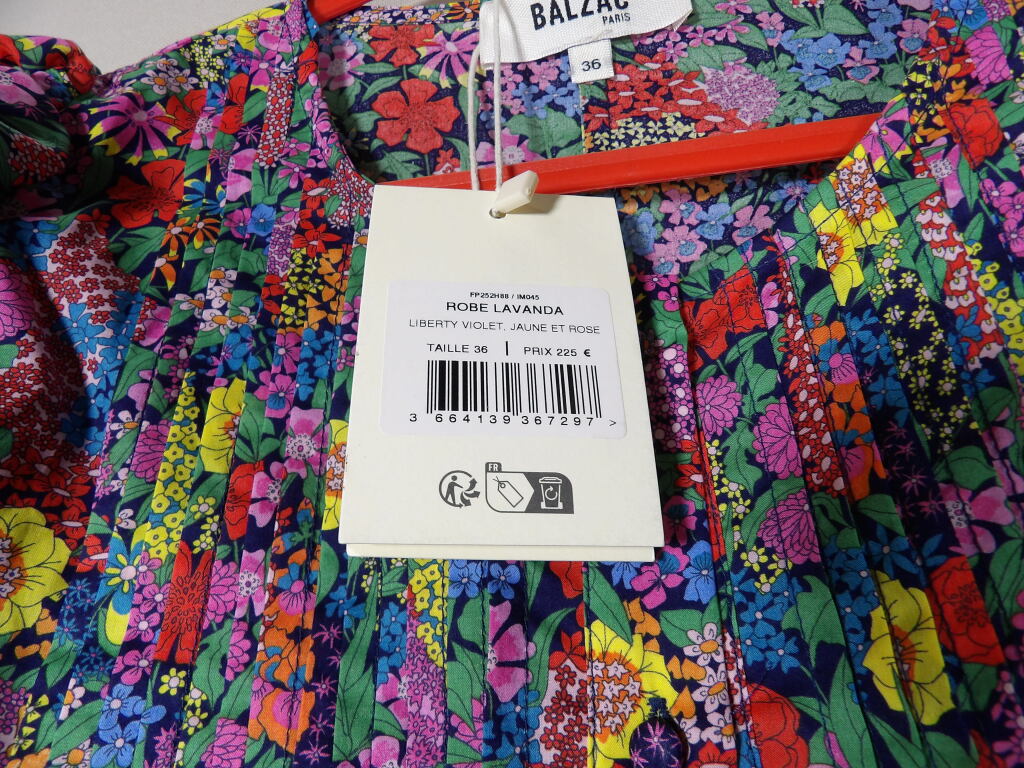 BALZAC
PARIS
36
FP252H88 / IM045
ROBE LAVANDA
LIBERTY VIOLET, JAUNE ET ROSE
TAILLE 36 | PRIX 225 €
3 664139 367297 >
FR